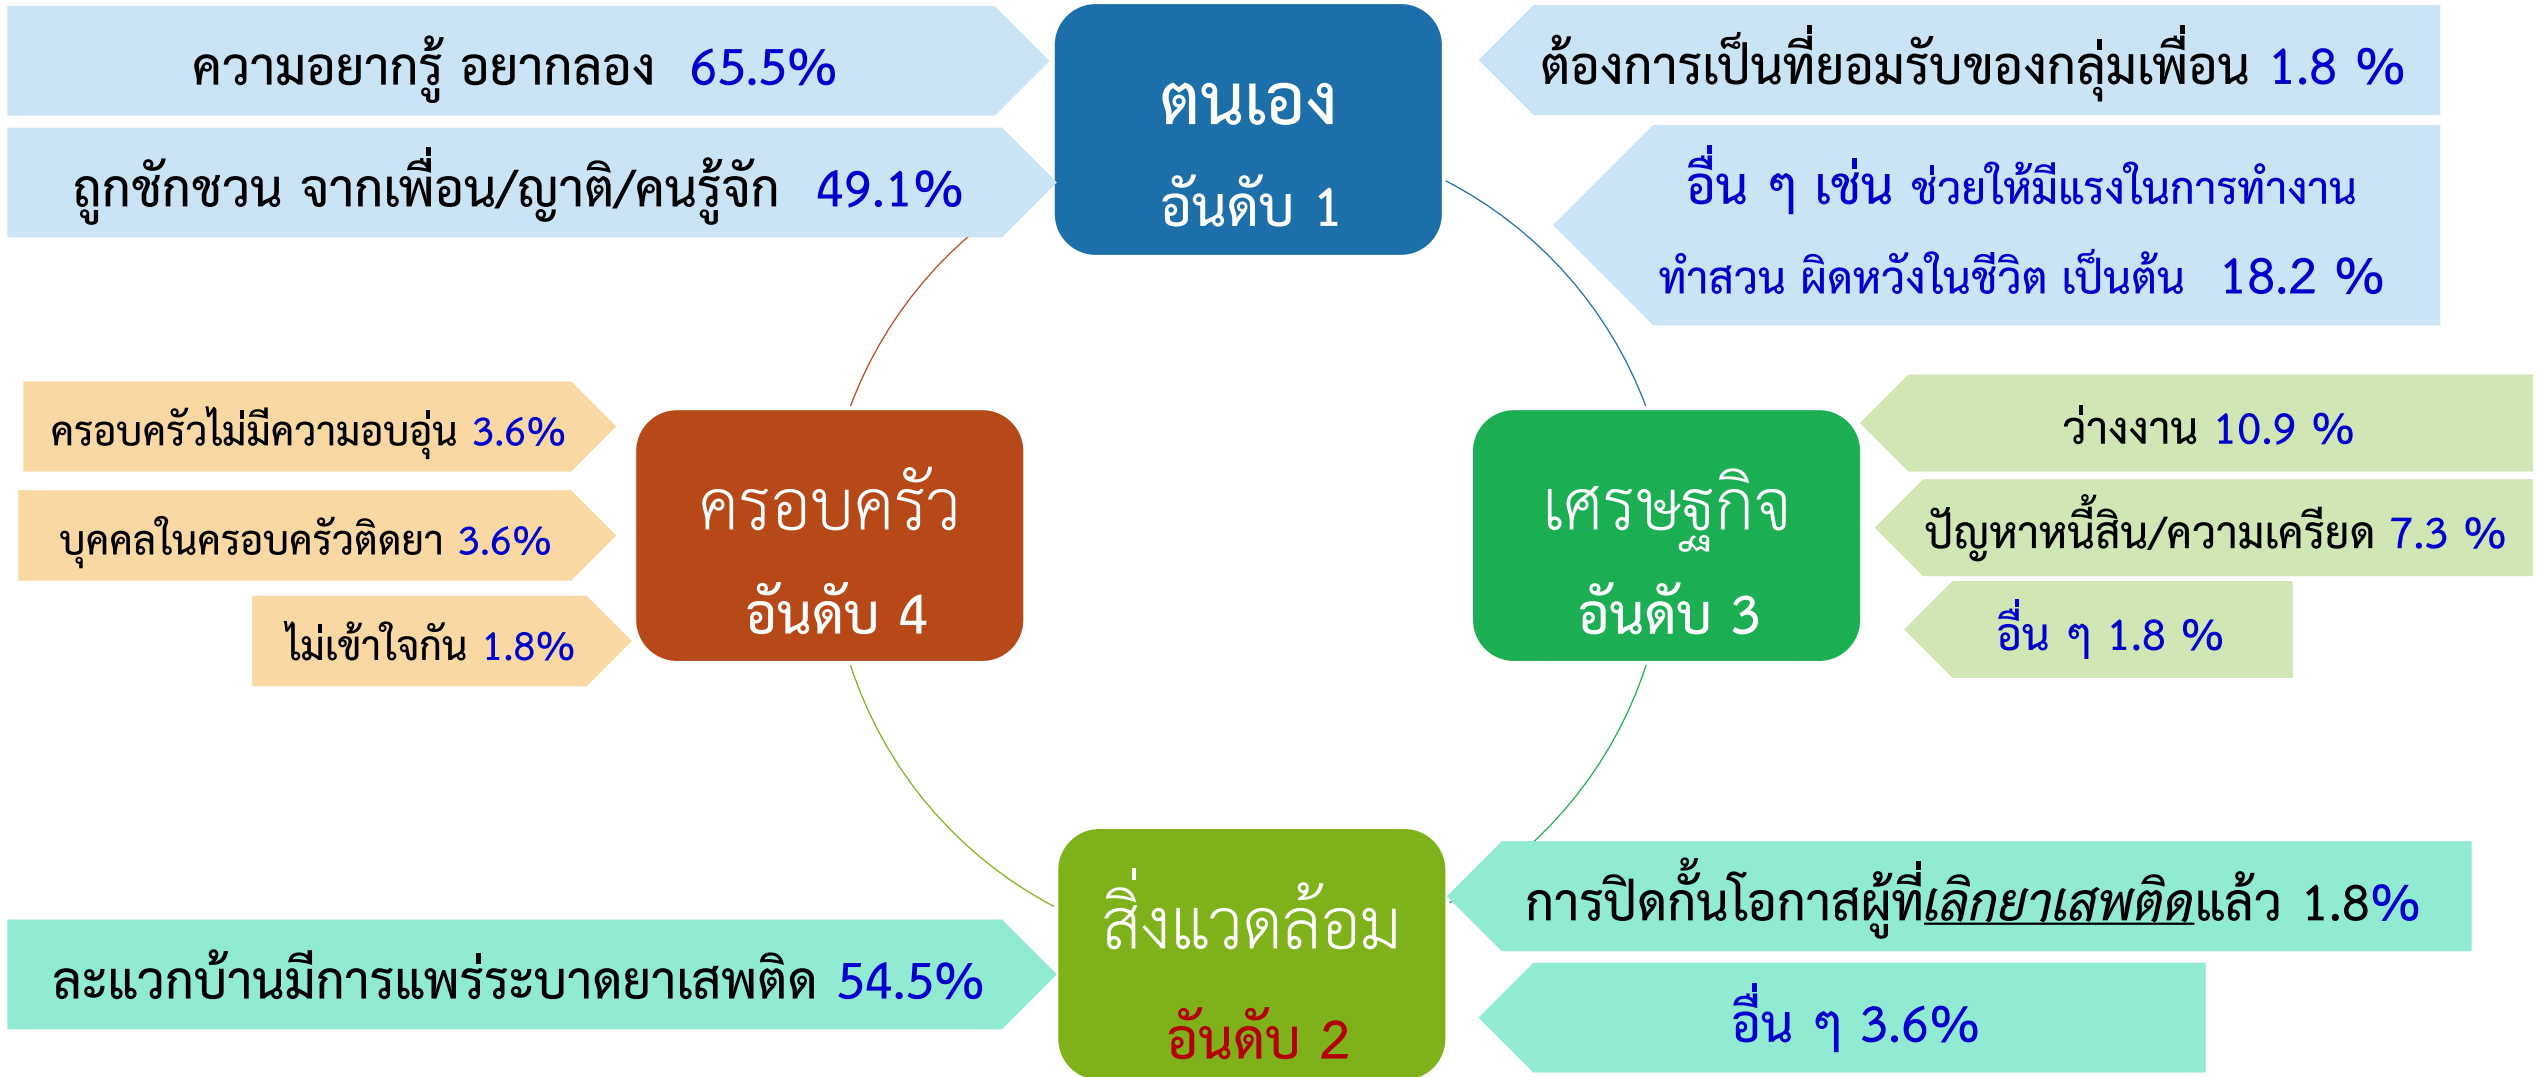 ความอยากรู้ อยากลอง 65.5%
ถูกชักชวน จากเพื่อน/ญาติ/คนรู้จัก 49.1%
ตนเอง
อันดับ 1
ต้องการเป็นที่ยอมรับของกลุ่มเพื่อน 1.8 %
อื่น ๆ เช่น ช่วยให้มีแรงในการทำงาน
ทำสวน ผิดหวังในชีวิต เป็นต้น 18.2 %
ครอบครัวไม่มีความอบอุ่น 3.6%
บุคคลในครอบครัวติดยา 3.6%
ไม่เข้าใจกัน 1.8%
ครอบครัว
อันดับ 4
เศรษฐกิจ
อันดับ 3
ว่างงาน 10.9 %
ปัญหาหนี้สิน/ความเครียด 7.3 %
อื่น ๆ 1.8 %
ละแวกบ้านมีการแพร่ระบาดยาเสพติด 54.5%
สิ่งแวดล้อม
อันดับ 2
การปิดกั้นโอกาสผู้ที่เลิกยาเสพติดแล้ว 1.8%
อื่น ๆ 3.6%